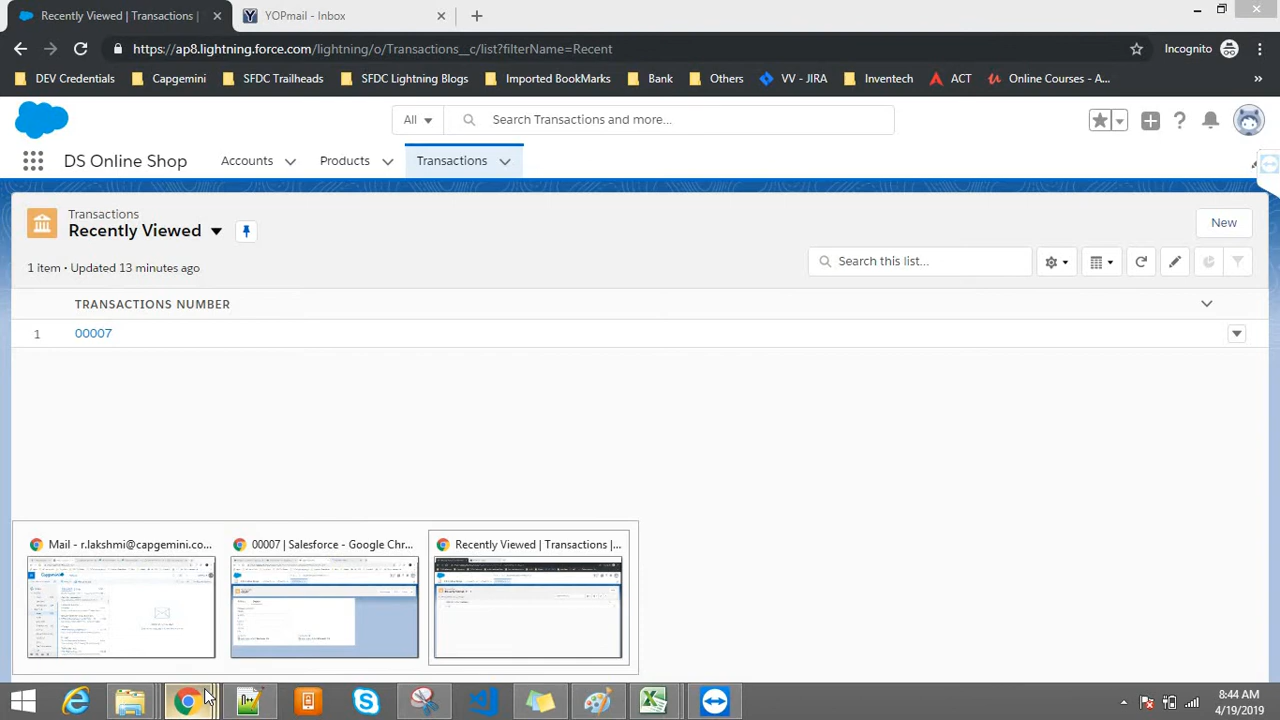 Recently Viewed | Transactions |
YOPmail - Inbox
https://ap8.lightning.force.com/lightning/o/Transactions__c/list?filterName=Recent
Incognito
DEV Credentials
Capgemini
SFDC Trailheads
SFDC Lightning Blogs
Imported BookMarks
Bank
Others
VV - JIRA
Inventech
ACT
Online Courses - A...
»
All
Search Transactions and more...
DS Online Shop
Accounts
Products
Transactions
Transactions
Recently Viewed
New
1 item • Updated 13 minutes ago
Search this list...
TRANSACTIONS NUMBER
1
00007
Mail - r.lakshmi@capgemini.co...
00007 | Salesforce - Google Chr...
Recently Viewed | Transactions |...
8:44 AM
4/19/2019